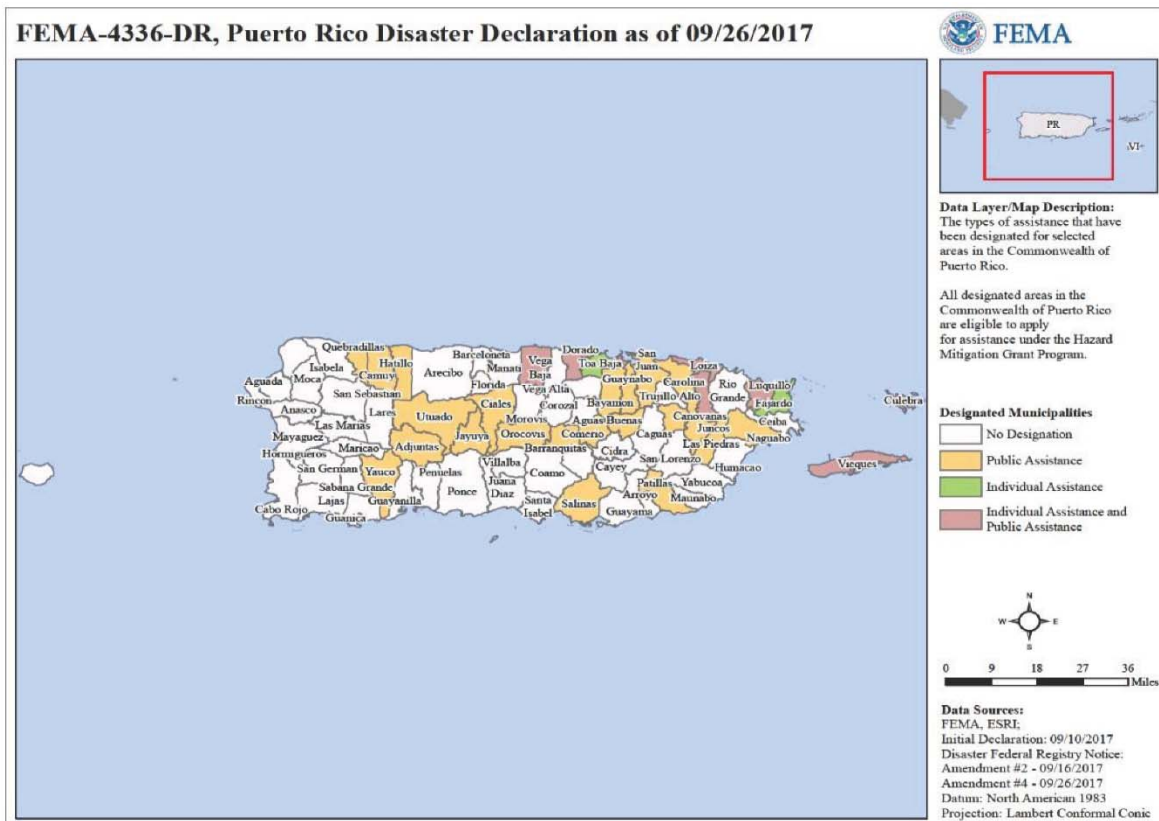 FEMA-4336-DR, Puerto Rico Disaster Declaration as of 09/26/2017
FEMA
PR
VI
Data Layer/Map Description:
The types of assistance that have
been designated for selected
areas in the Commonwealth of
Puerto Rico.
All designated areas in the
Commonwealth of Puerto Rico
are eligible to apply
for assistance under the Hazard
Mitigation Grant Program.
Designated Municipalities
No Designation
Public Assistance
Individual Assistance
Individual Assistance and
Public Assistance
N
W
E
S
0 9 18 27 36
Miles
Data Sources:
FEMA, ESRI;
Initial Declaration: 09/10/2017
Disaster Federal Registry Notice:
Amendment #2 - 09/16/2017
Amendment #4 - 09/26/2017
Datum: North American 1983
Projection: Lambert Conformal Conic
Quebradillas
Isabela
Hatillo
Camuy
Moca
Aguada
Rincon
San Sebastian
Anasco
Lares
Las Marias
Mayaguez
Maricao
Hormigueros
San German
Sabana Grande
Lajas
Cabo Rojo
Guanica
Yauco
Guayanilla
Arecibo
Barceloneta
Manati
Florida
Utuado
Ciales
Adjuntas
Jayuya
Penuelas
Ponce
Villalba
Juana
Diaz
Coamo
Santa
Isabel
Vega
Baja
Vega Alta
Dorado
Toa Baja
Morovis
Corozal
Orocovis
Barranquitas
Comerio
Aguas Buenas
Bayamon
Guaynabo
San
Juan
Carolina
Trujillo Alto
Loiza
Canovanas
Rio
Grande
Luquillo
Fajardo
Ceiba
Naguabo
Juncos
Las Piedras
Caguas
Cidra
Cayey
San Lorenzo
Humacao
Yabucoa
Maunabo
Patillas
Arroyo
Guayama
Salinas
Culebra
Vieques